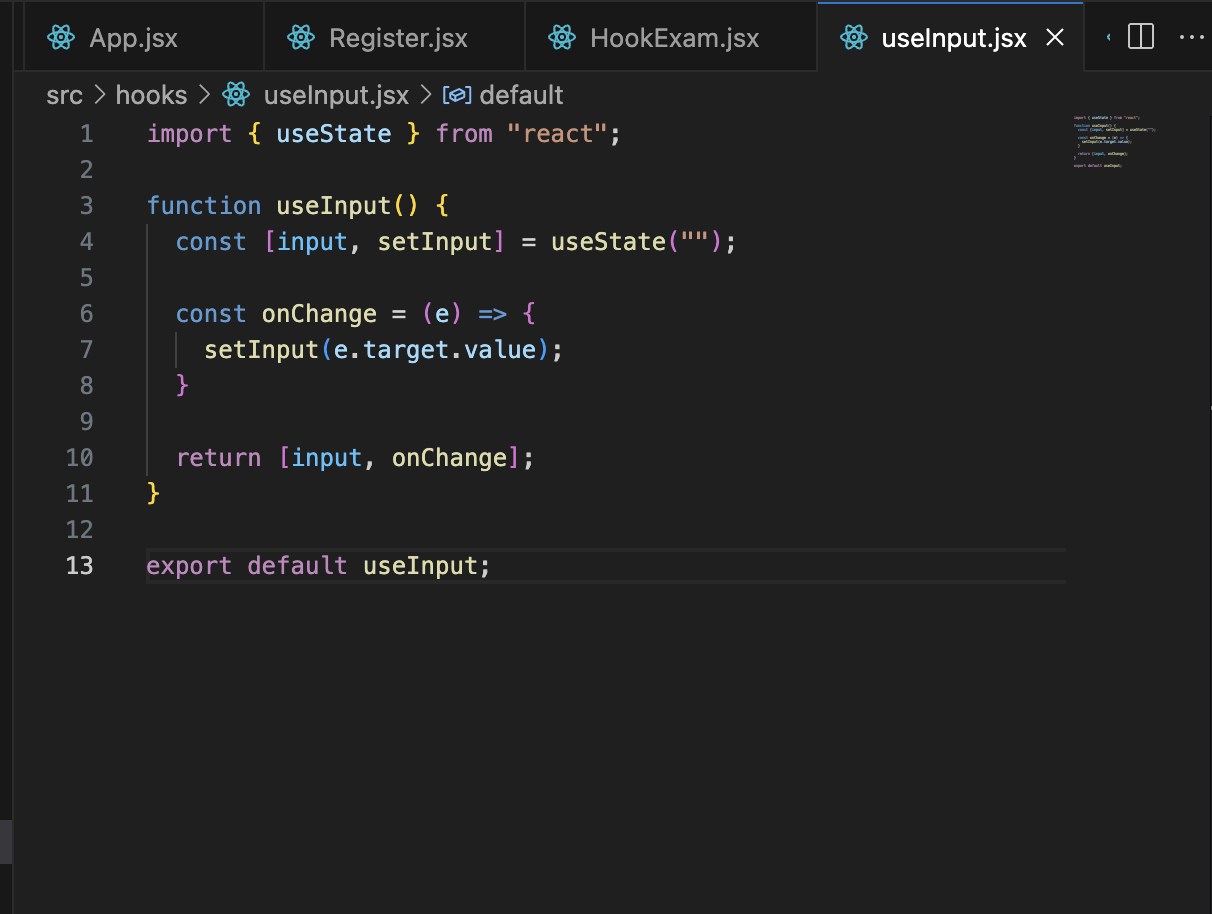 App.jsx Register.jsx HookExam.jsx useInput.jsx
src > hooks > useInput.jsx > default
1 import { useState } from "react";
2
3 function useInput() {
4   const [input, setInput] = useState("");
5
6   const onChange = (e) => {
7     setInput(e.target.value);
8   }
9
10   return [input, onChange];
11 }
12
13 export default useInput;